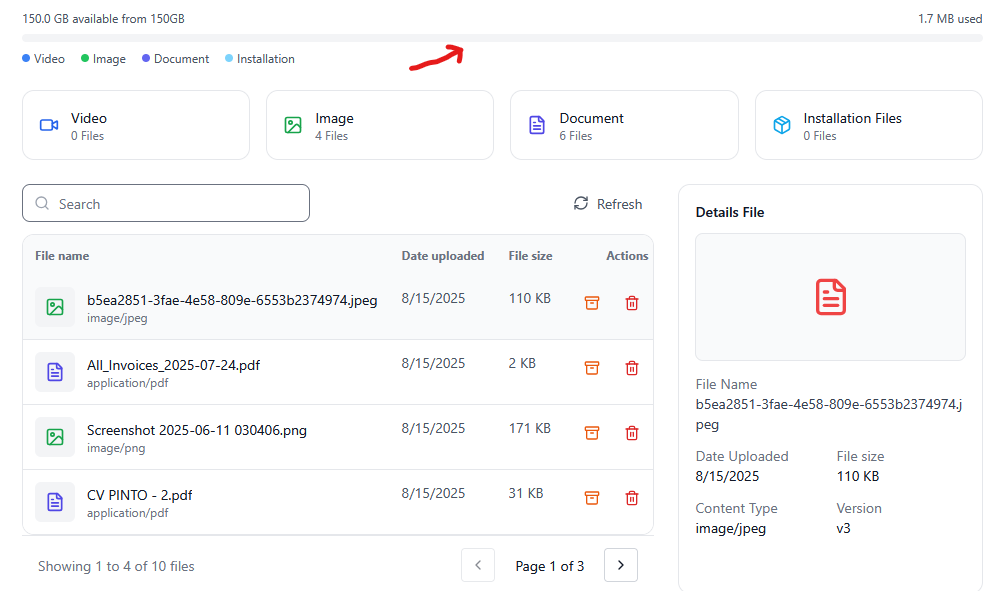 150.0 GB available from 150GB
1.7 MB used
Video
Image
Document
Installation
Video
0 Files
Image
4 Files
Document
6 Files
Installation Files
0 Files
Search
Refresh
File name
Date uploaded
File size
Actions
b5ea2851-3fae-4e58-809e-6553b2374974.jpeg
image/jpeg
8/15/2025
110 KB
All_Invoices_2025-07-24.pdf
application/pdf
8/15/2025
2 KB
Screenshot 2025-06-11 030406.png
image/png
8/15/2025
171 KB
CV PINTO - 2.pdf
application/pdf
8/15/2025
31 KB
Showing 1 to 4 of 10 files
Page 1 of 3
Details File
File Name
b5ea2851-3fae-4e58-809e-6553b2374974.j
peg
Date Uploaded
File size
8/15/2025
110 KB
Content Type
Version
image/jpeg
v3